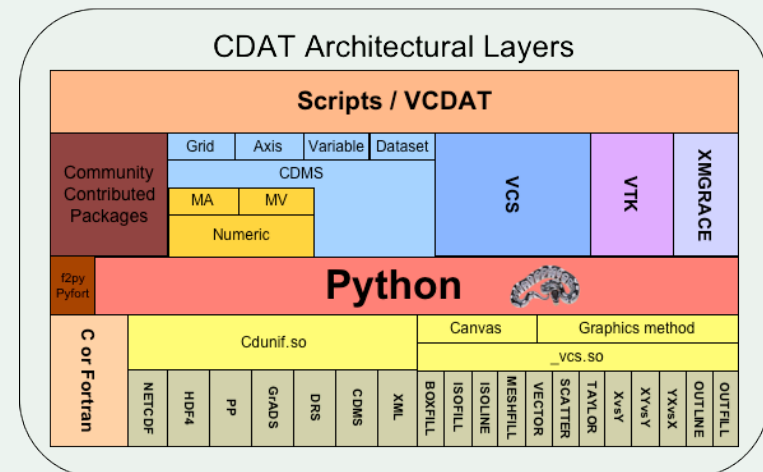 CDAT Architectural Layers
Scripts / VCDAT
Community
Contributed
Packages
Grid
Axis
Variable
Dataset
CDMS
MA
MV
Numeric
VCS
VTK
XMGRACE
f2py
Pyfort
Python
C or Fortran
Cdunif.so
Canvas
Graphics method
_vcs.so
NETCDF
HDF4
PP
GrADS
DRS
CDMS
XML
BOXFILL
ISOFILL
ISOLINE
MESHFILL
VECTOR
SCATTER
TAYLOR
XvsY
XYvsY
YXvsX
OUTLINE
OUTFILL